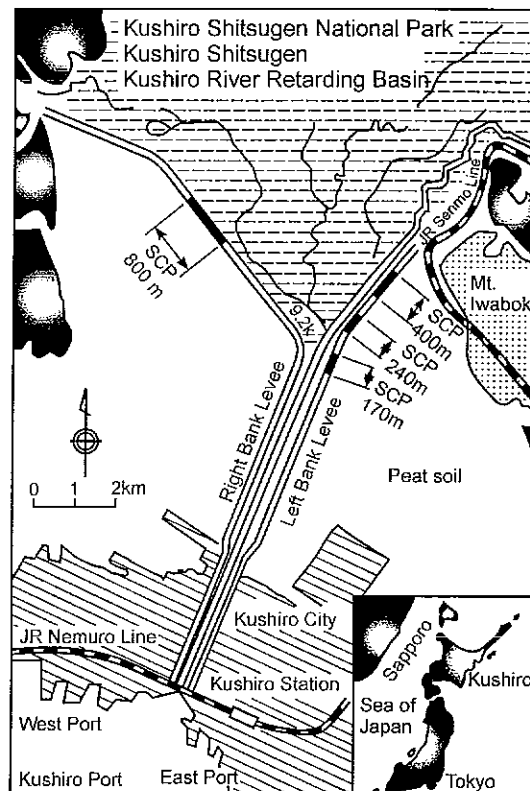 Kushiro Shitsugen National Park
Kushiro Shitsugen
Kushiro River Retarding Basin
JR Senmo Line
SCP
800 m
Mt.
Iwabok
9.2k
SCP
400m
SCP
240m
SCP
170m
Right Bank Levee
Left Bank Levee
Peat soil
0 1 2km
Kushiro City
JR Nemuro Line
Kushiro Station
West Port
Kushiro Port
East Port
Sapporo
Kushiro
Sea of
Japan
Tokyo